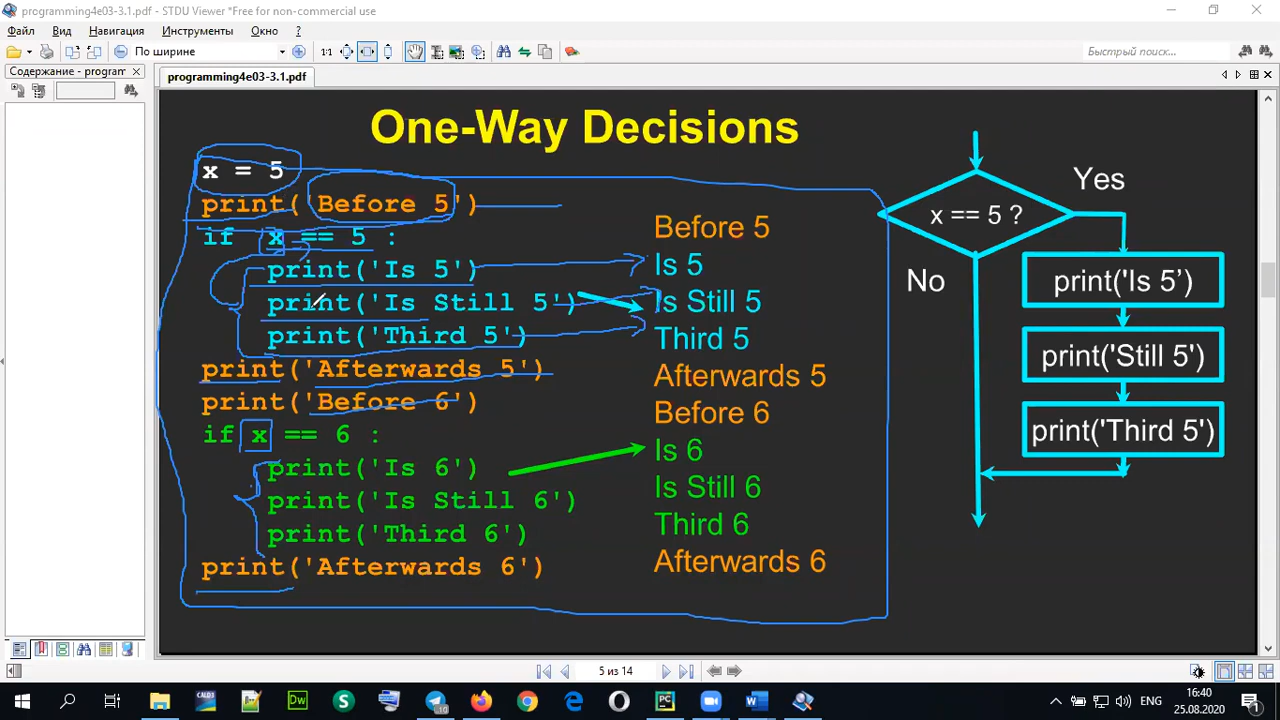 programming4e03-3.1.pdf - STDU Viewer *Free for non-commercial use
Файл Вид Навигация Инструменты Окно ?
По ширине
1:1
Быстрый поиск...
Содержание - program
programming4e03-3.1.pdf
One-Way Decisions
x = 5
print('Before 5')
if x == 5 :
print('Is 5')
print('Is Still 5')
print('Third 5')
print('Afterwards 5')
print('Before 6')
if x == 6 :
print('Is 6')
print('Is Still 6')
print('Third 6')
print('Afterwards 6')
Before 5
Is 5
Is Still 5
Third 5
Afterwards 5
Before 6
Is 6
Is Still 6
Third 6
Afterwards 6
x == 5 ?
Yes
No
print('Is 5’)
print('Still 5')
print('Third 5')
5 из 14
CALD3
Dw
S
PC
W
ENG
16:40
25.08.2020